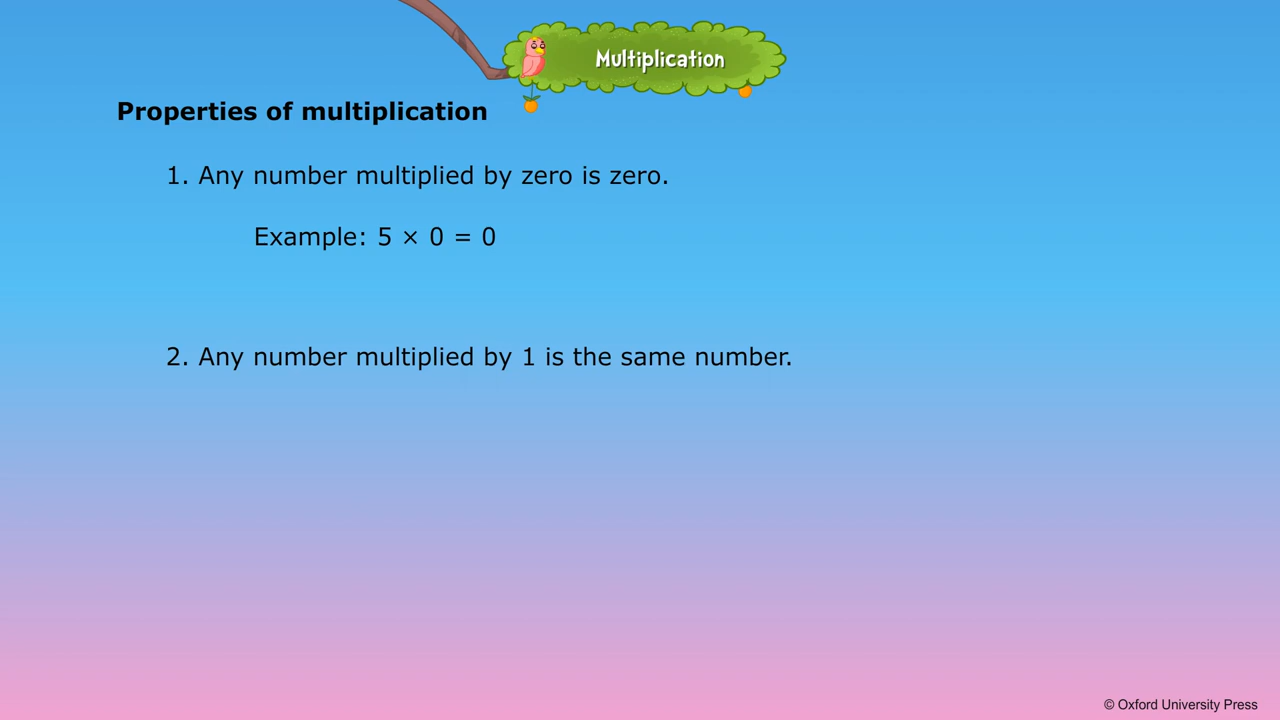 Multiplication
Properties of multiplication
1. Any number multiplied by zero is zero.
Example: 5 × 0 = 0
2. Any number multiplied by 1 is the same number.
© Oxford University Press